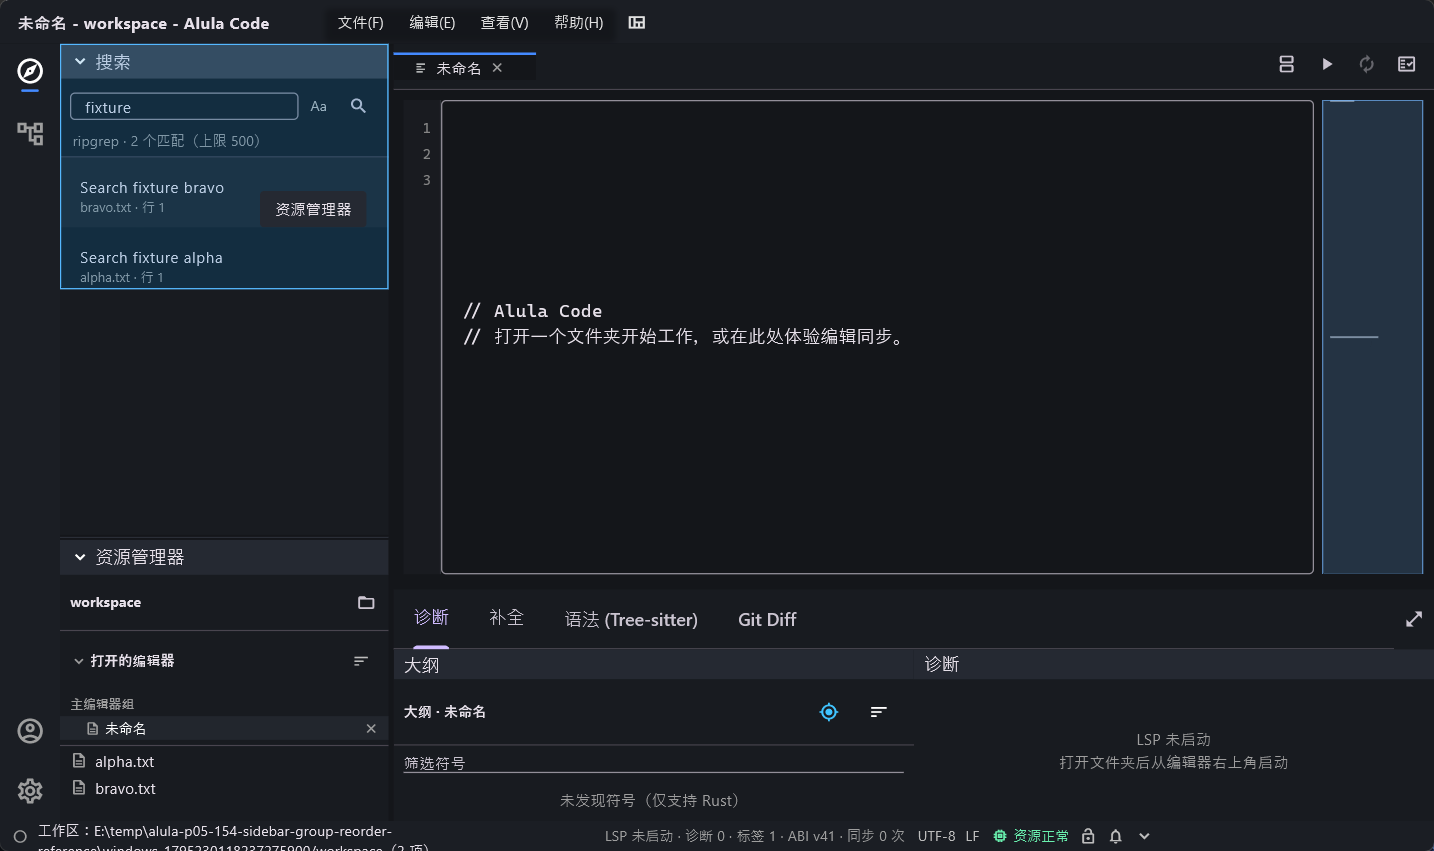 未命名 - workspace - Alula Code
文件(F) 编辑(E) 查看(V) 帮助(H)
搜索
fixture
Aa
ripgrep · 2 个匹配（上限 500）
Search fixture bravo
bravo.txt · 行 1
资源管理器
Search fixture alpha
alpha.txt · 行 1
资源管理器
workspace
打开的编辑器
主编辑器组
未命名
alpha.txt
bravo.txt
未命名
1
2
3
// Alula Code
// 打开一个文件夹开始工作，或在此处体验编辑同步。
诊断 补全 语法 (Tree-sitter) Git Diff
大纲
大纲 · 未命名
筛选符号
未发现符号（仅支持 Rust）
诊断
LSP 未启动
打开文件夹后从编辑器右上角启动
工作区：E:\temp\alula-p05-154-sidebar-group-reorder-
reference\windows-1795230118237275900/workspace（2 项）
LSP 未启动 · 诊断 0 · 标签 1 · ABI v41 · 同步 0 次 UTF-8 LF 资源正常